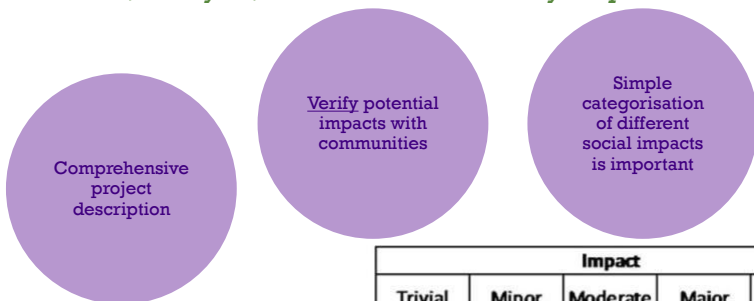 Verify potential
impacts with
communities
Simple
categorisation
of different
social impacts
is important
Comprehensive
project
description
Impact
Trivial Minor Moderate Major